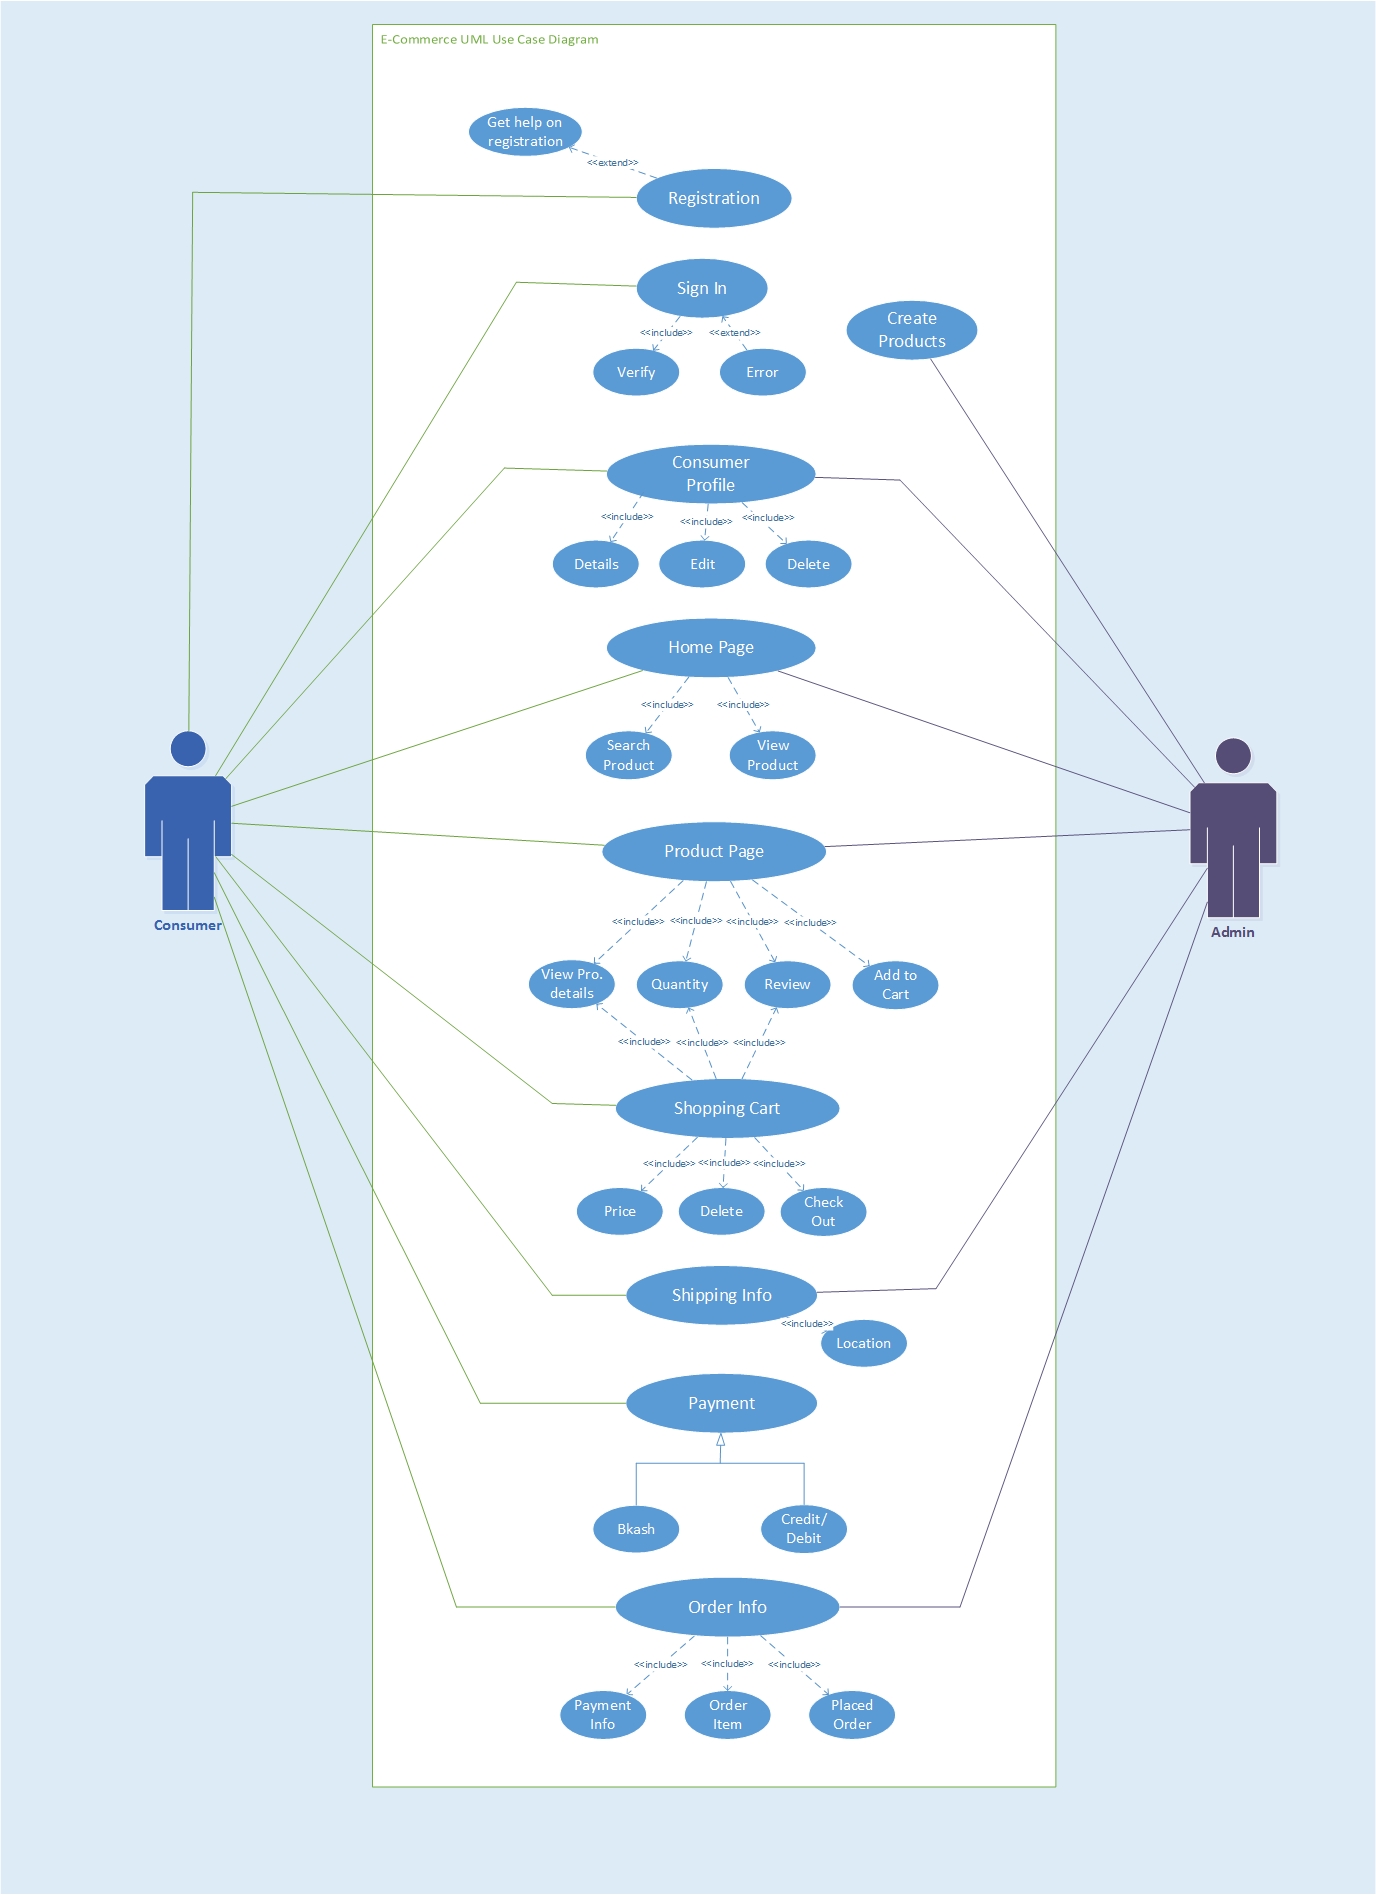 E-Commerce UML Use Case Diagram
Get help on
registration
<<extend>>
Registration
Sign In
<<include>>
<<extend>>
Verify
Error
Create
Products
Consumer
Profile
<<include>>
<<include>>
<<include>>
Details
Edit
Delete
Home Page
<<include>>
<<include>>
Search
Product
View
Product
Product Page
<<include>>
<<include>>
<<include>>
<<include>>
View Pro.
details
Quantity
Review
Add to
Cart
Consumer
Admin
<<include>>
<<include>>
<<include>>
Shopping Cart
<<include>>
<<include>>
<<include>>
Price
Delete
Check
Out
Shipping Info
<<include>>
Location
Payment
Bkash
Credit/
Debit
Order Info
<<include>>
<<include>>
<<include>>
Payment
Info
Order
Item
Placed
Order